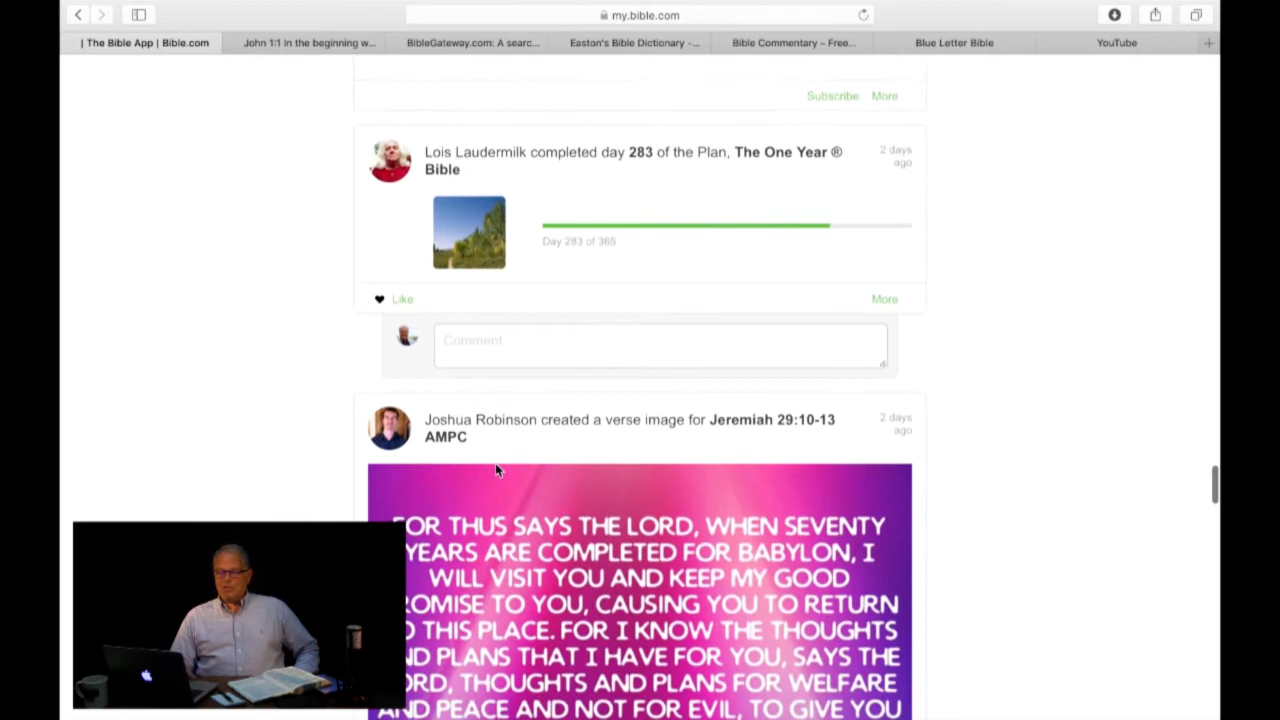 my.bible.com
| The Bible App | Bible.com
John 1:1 In the beginning w...
BibleGateway.com: A searc...
Easton's Bible Dictionary -...
Bible Commentary – Free...
Blue Letter Bible
YouTube
Subscribe More
Lois Laudermilk completed day 283 of the Plan, The One Year ®
Bible
2 days
ago
Day 283 of 365
Like
More
Comment
Joshua Robinson created a verse image for Jeremiah 29:10-13
AMPC
2 days
ago
FOR THUS SAYS THE LORD, WHEN SEVENTY
YEARS ARE COMPLETED FOR BABYLON, I
WILL VISIT YOU AND KEEP MY GOOD
ROMISE TO YOU, CAUSING YOU TO RETURN
O THIS PLACE. FOR I KNOW THE THOUGHTS
ND PLANS THAT I HAVE FOR YOU, SAYS THE
ORD, THOUGHTS AND PLANS FOR WELFARE
AND PEACE AND NOT FOR EVIL, TO GIVE YOU